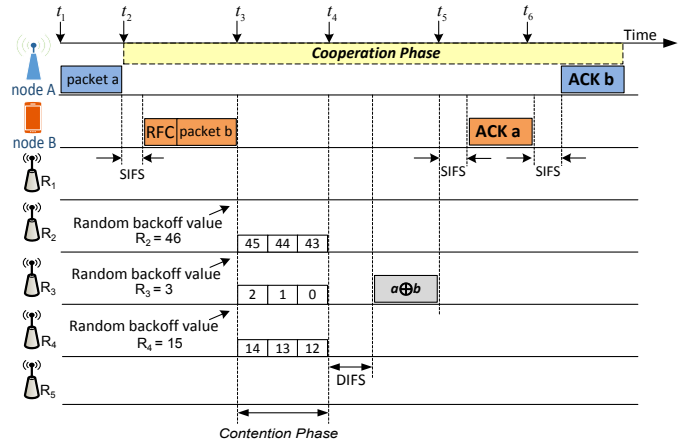 t1 t2 t3 t4 t5 t6
Time
Cooperation Phase
packet a
ACK b
node A
RFC packet b
ACK a
node B
SIFS
SIFS
SIFS
R1
Random backoff value
R2 = 46
R2
45 44 43
Random backoff value
R3 = 3
R3
2 1 0
a⊕b
Random backoff value
R4 = 15
R4
14 13 12
DIFS
R5
Contention Phase